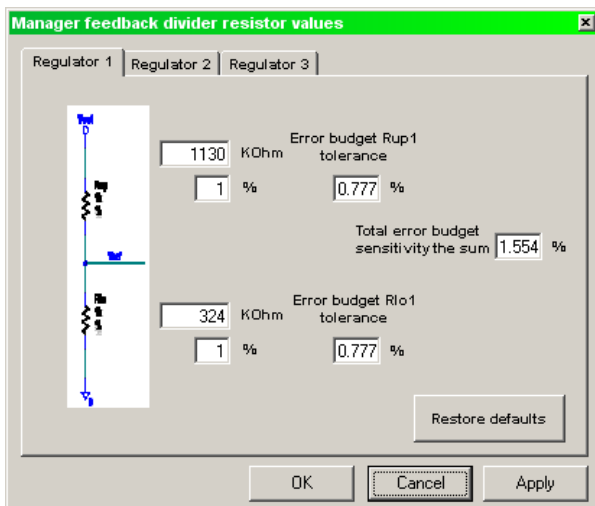 Manager feedback divider resistor values
Regulator 1
Regulator 2
Regulator 3
Error budget Rup1
tolerance
1130 KOhm
1 %
0.777 %
Total error budget
sensitivity the sum 1.554 %
Error budget Rlo1
tolerance
324 KOhm
1 %
0.777 %
Restore defaults
OK
Cancel
Apply